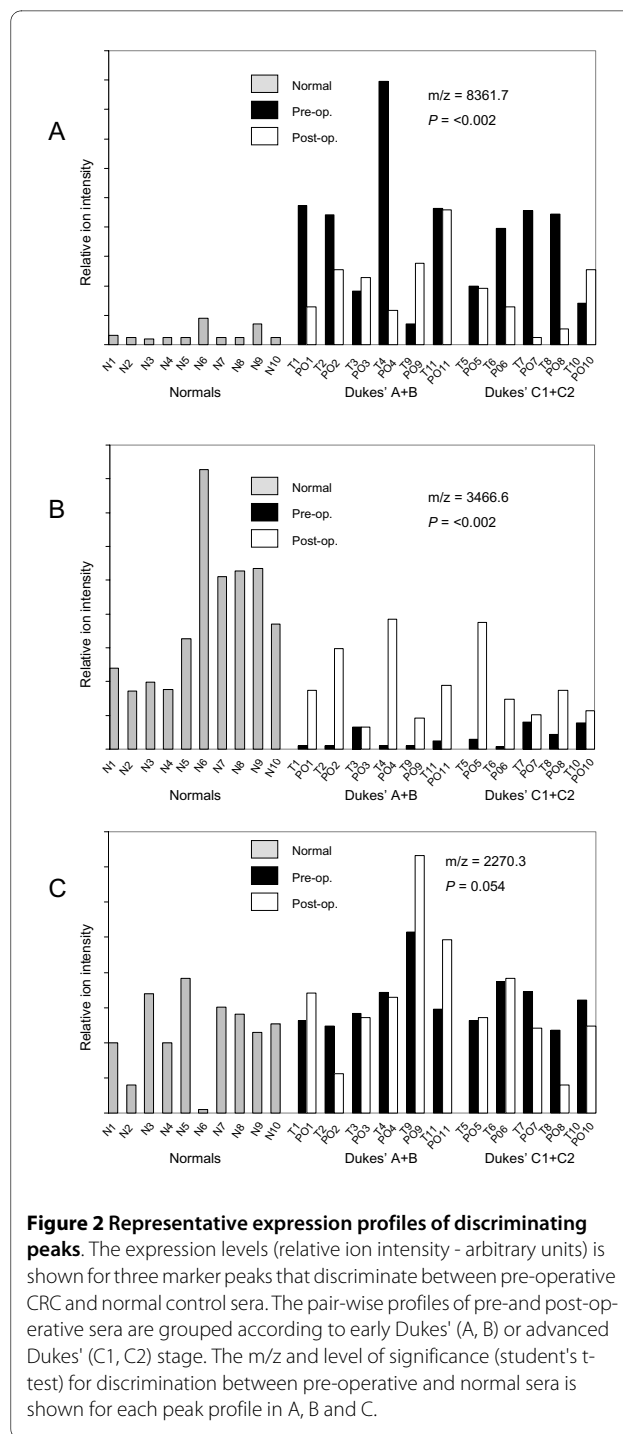 A
Relative ion intensity
Normal
Pre-op.
Post-op.
m/z = 8361.7
P = <0.002
N1 N2 N3 N4 N5 N6 N7 N8 N9 N10 T1 PO1 T2 PO2 T3 PO3 T4 PO4 T9 PO9 T11 PO11 T5 PO5 T6 P06 T7 PO7 T8 PO8 T10 PO10
Normals Dukes' A+B Dukes' C1+C2
B
Relative ion intensity
Normal
Pre-op.
Post-op.
m/z = 3466.6
P = <0.002
N1 N2 N3 N4 N5 N6 N7 N8 N9 N10 T1 PO1 T2 PO2 T3 PO3 T4 PO4 T9 PO9 T11 PO11 T5 PO5 T6 P06 T7 PO7 T8 PO8 T10 PO10
Normals Dukes' A+B Dukes' C1+C2
C
Relative ion intensity
Normal
Pre-op.
Post-op.
m/z = 2270.3
P = 0.054
N1 N2 N3 N4 N5 N6 N7 N8 N9 N10 T1 PO1 T2 PO2 T3 PO3 T4 PO4 T9 PO9 T11 PO11 T5 PO5 T6 P06 T7 PO7 T8 PO8 T10 PO10
Normals Dukes' A+B Dukes' C1+C2
Figure 2 Representative expression profiles of discriminating
peaks. The expression levels (relative ion intensity - arbitrary units) is
shown for three marker peaks that discriminate between pre-operative
CRC and normal control sera. The pair-wise profiles of pre-and post-op-
erative sera are grouped according to early Dukes' (A, B) or advanced
Dukes' (C1, C2) stage. The m/z and level of significance (student's t-
test) for discrimination between pre-operative and normal sera is
shown for each peak profile in A, B and C.